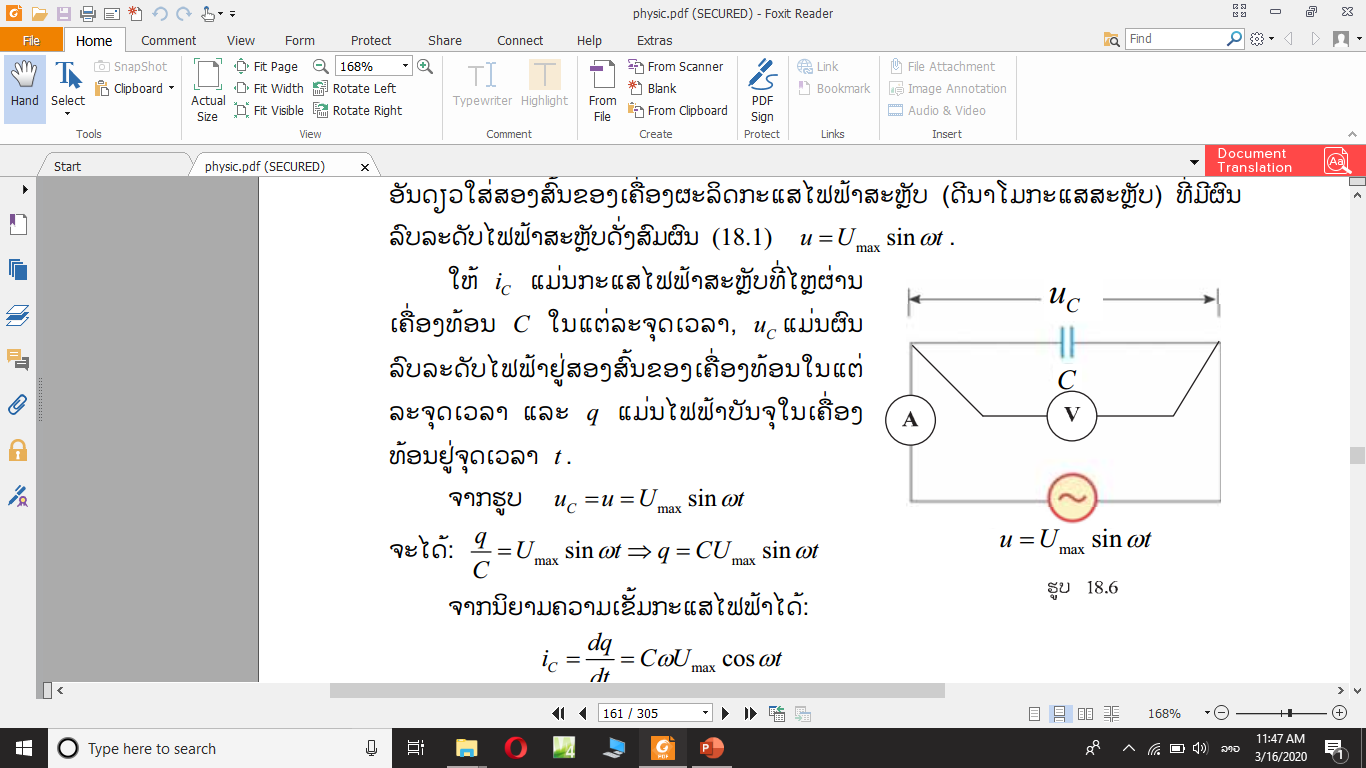 physic.pdf (SECURED) - Foxit Reader
File Home Comment View Form Protect Share Connect Help Extras Find
Hand Select SnapShot Clipboard Actual Size Fit Page Fit Width Fit Visible 168% Rotate Left Rotate Right Typewriter Highlight From File From Scanner Blank From Clipboard PDF Sign Link Bookmark File Attachment Image Annotation Audio & Video
Tools View Comment Create Protect Links Insert
Start physic.pdf (SECURED) Document Translation
ອັນດຽວໃສ່ສອງສົ້ນຂອງເຄື່ອງຜະລິດກະແສໄຟຟ້າສະຫຼັບ (ດີນາໂມກະແສສະຫຼັບ) ທີ່ມີຜົນ
ລົບລະດັບໄຟຟ້າສະຫຼັບດັ່ງສົມຜົນ (18.1) u = U_max sin ωt .
ໃຫ້ i_C ແມ່ນກະແສໄຟຟ້າສະຫຼັບທີ່ໄຫຼຜ່ານ
ເຄື່ອງທ້ອນ C ໃນແຕ່ລະຈຸດເວລາ, u_C ແມ່ນຜົນ
ລົບລະດັບໄຟຟ້າຢູ່ສອງສົ້ນຂອງເຄື່ອງທ້ອນໃນແຕ່
ລະຈຸດເວລາ ແລະ q ແມ່ນໄຟຟ້າບັນຈຸໃນເຄື່ອງ
ທ້ອນຢູ່ຈຸດເວລາ t .
ຈາກຮູບ u_C = u = U_max sin ωt
ຈະໄດ້: q/C = U_max sin ωt ⇒ q = CU_max sin ωt
ຈາກນິຍາມຄວາມເຂັ້ມກະແສໄຟຟ້າໄດ້:
i_C = dq/dt = CωU_max cos ωt
u_C
C
A
V
u = U_max sin ωt
ຮູບ 18.6
161 / 305 168%
Type here to search ລາວ 11:47 AM
3/16/2020 1